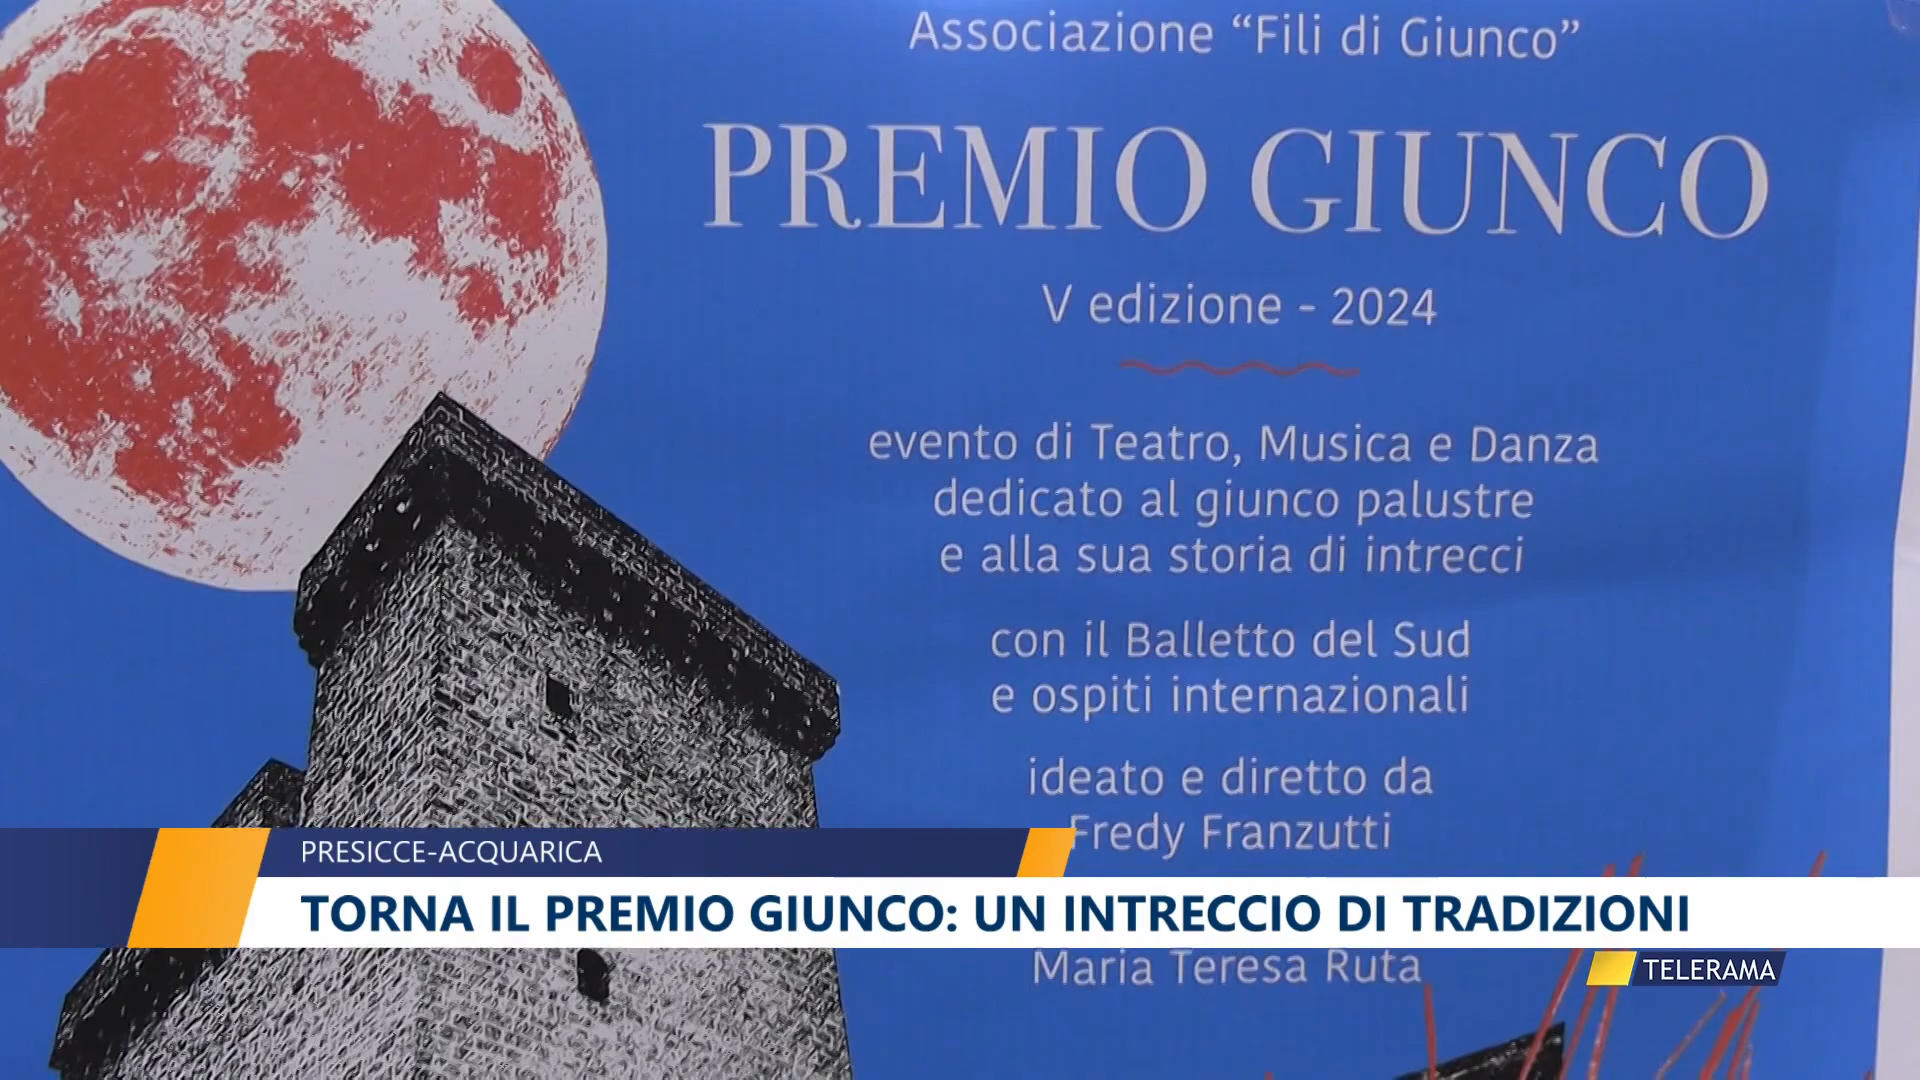 Associazione “Fili di Giunco”
PREMIO GIUNCO
V edizione - 2024
evento di Teatro, Musica e Danza
dedicato al giunco palustre
e alla sua storia di intrecci
con il Balletto del Sud
e ospiti internazionali
ideato e diretto da
Fredy Franzutti
PRESICCE-ACQUARICA
TORNA IL PREMIO GIUNCO: UN INTRECCIO DI TRADIZIONI
Maria Teresa Ruta
TELERAMA